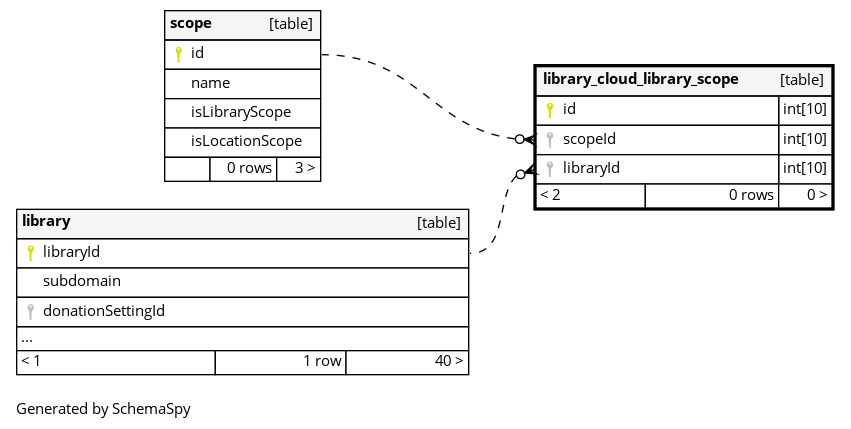 scope [table]
id
name
isLibraryScope
isLocationScope
0 rows 3 >
library_cloud_library_scope [table]
id int[10]
scopeId int[10]
libraryId int[10]
< 2 0 rows 0 >
library [table]
libraryId
subdomain
donationSettingId
...
< 1 1 row 40 >
Generated by SchemaSpy